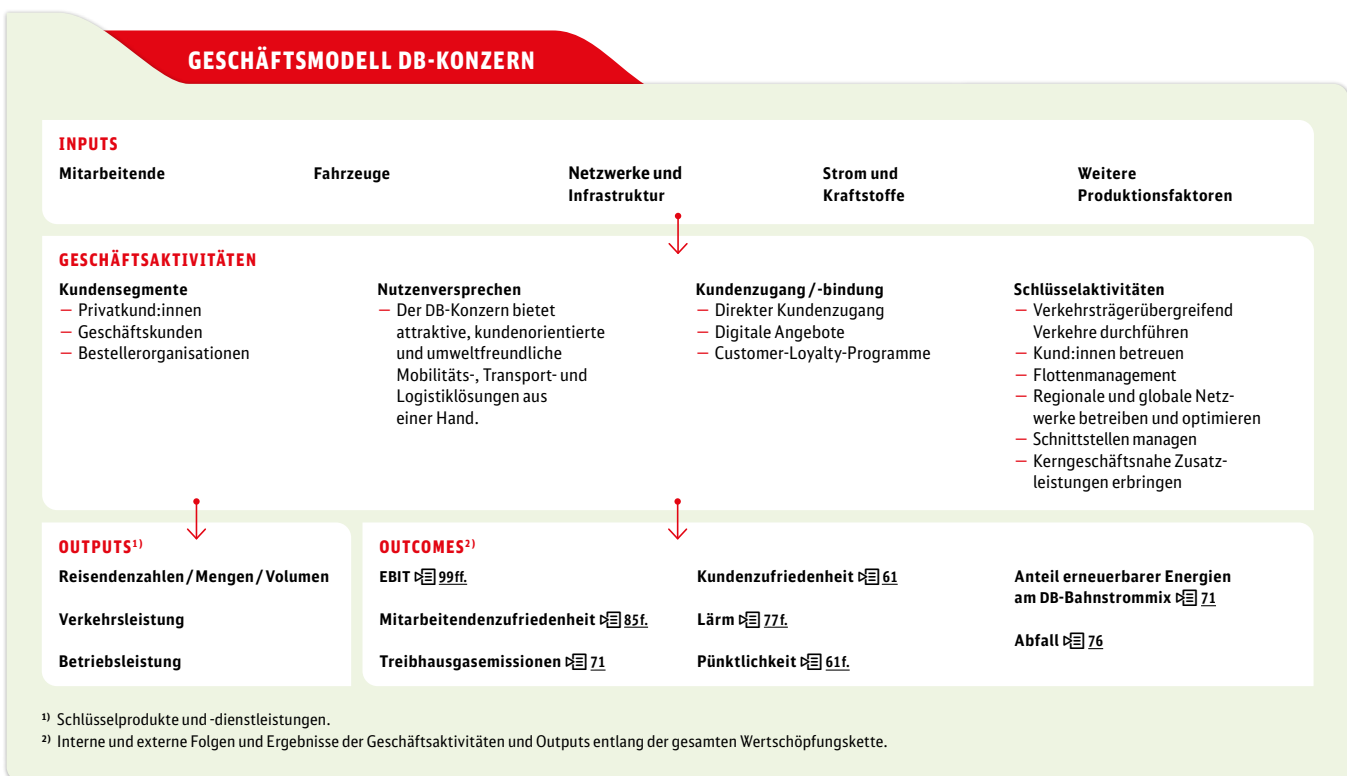 GESCHÄFTSMODELL DB-KONZERN
INPUTS
Mitarbeitende
Fahrzeuge
Netzwerke und
Infrastruktur
Strom und
Kraftstoffe
Weitere
Produktionsfaktoren
GESCHÄFTSAKTIVITÄTEN
Kundensegmente
— Privatkund:innen
— Geschäftskunden
— Bestellerorganisationen
Nutzenversprechen
— Der DB-Konzern bietet
attraktive, kundenorientierte
und umweltfreundliche
Mobilitäts-, Transport- und
Logistiklösungen aus
einer Hand.
Kundenzugang / -bindung
— Direkter Kundenzugang
— Digitale Angebote
— Customer-Loyalty-Programme
Schlüsselaktivitäten
— Verkehrsträgerübergreifend
Verkehre durchführen
— Kund:innen betreuen
— Flottenmanagement
— Regionale und globale Netz-
werke betreiben und optimieren
— Schnittstellen managen
— Kerngeschäftsnahe Zusatz-
leistungen erbringen
OUTPUTS¹⁾
Reisendenzahlen / Mengen / Volumen
Verkehrsleistung
Betriebsleistung
OUTCOMES²⁾
EBIT 99ff.
Mitarbeitendenzufriedenheit 85f.
Treibhausgasemissionen 71
Kundenzufriedenheit 61
Lärm 77f.
Pünktlichkeit 61f.
Anteil erneuerbarer Energien
am DB-Bahnstrommix 71
Abfall 76
¹⁾ Schlüsselprodukte und -dienstleistungen.
²⁾ Interne und externe Folgen und Ergebnisse der Geschäftsaktivitäten und Outputs entlang der gesamten Wertschöpfungskette.